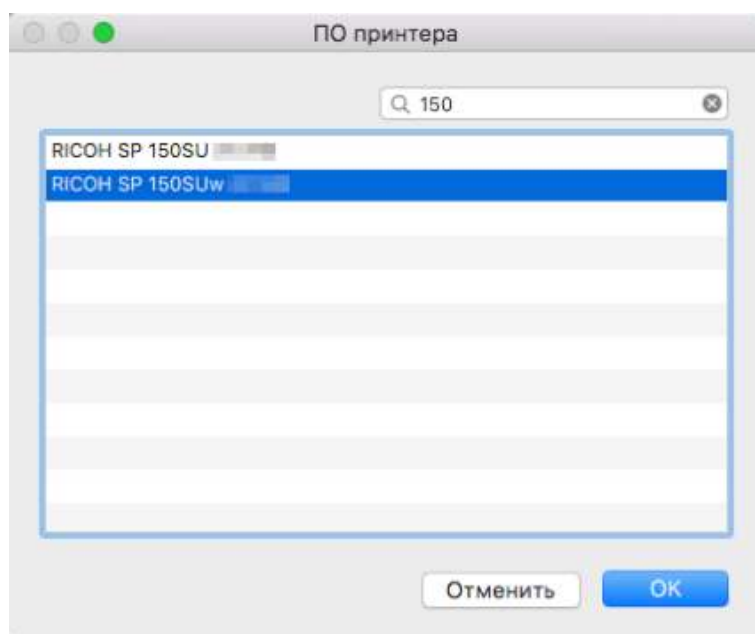 ПО принтера
150
RICOH SP 150SU
RICOH SP 150SUw
Отменить
OK